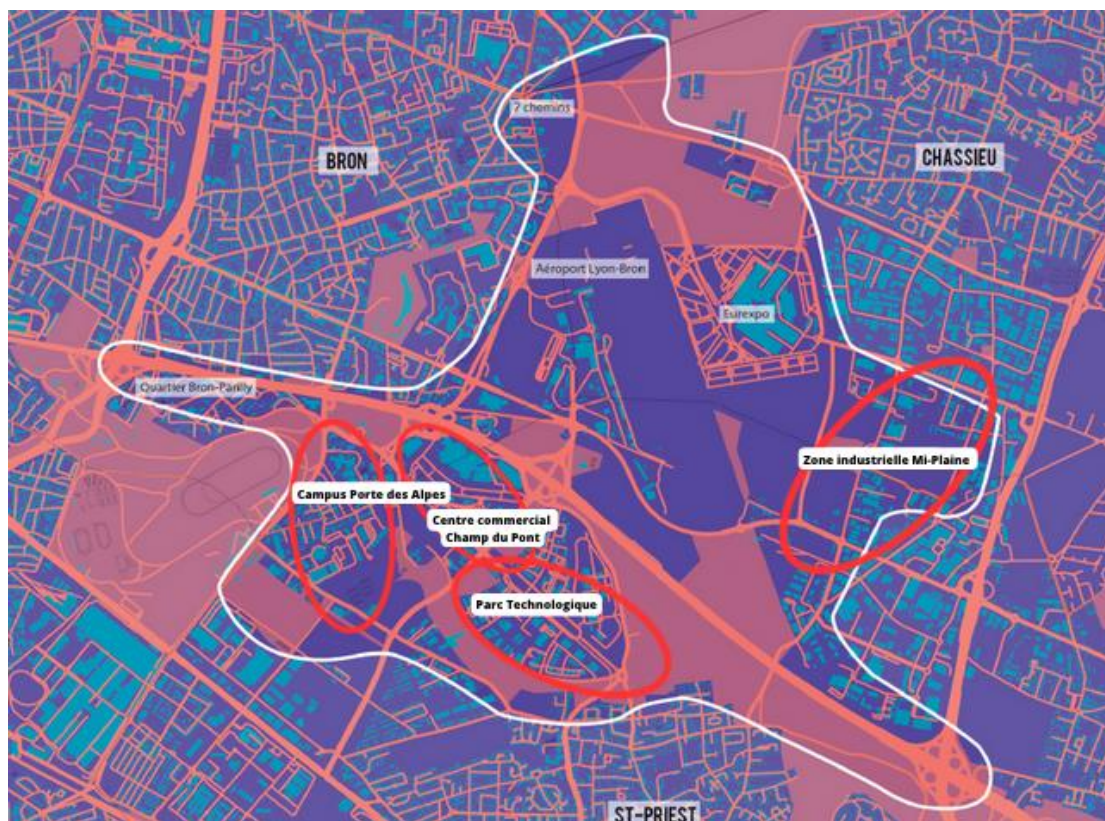 7 chemins
BRON
CHASSIEU
Aéroport Lyon-Bron
Eurexpo
Quartier Bron-Parilly
Zone industrielle Mi-Plaine
Campus Porte des Alpes
Centre commercial
Champ du Pont
Parc Technologique
ST-PRIEST